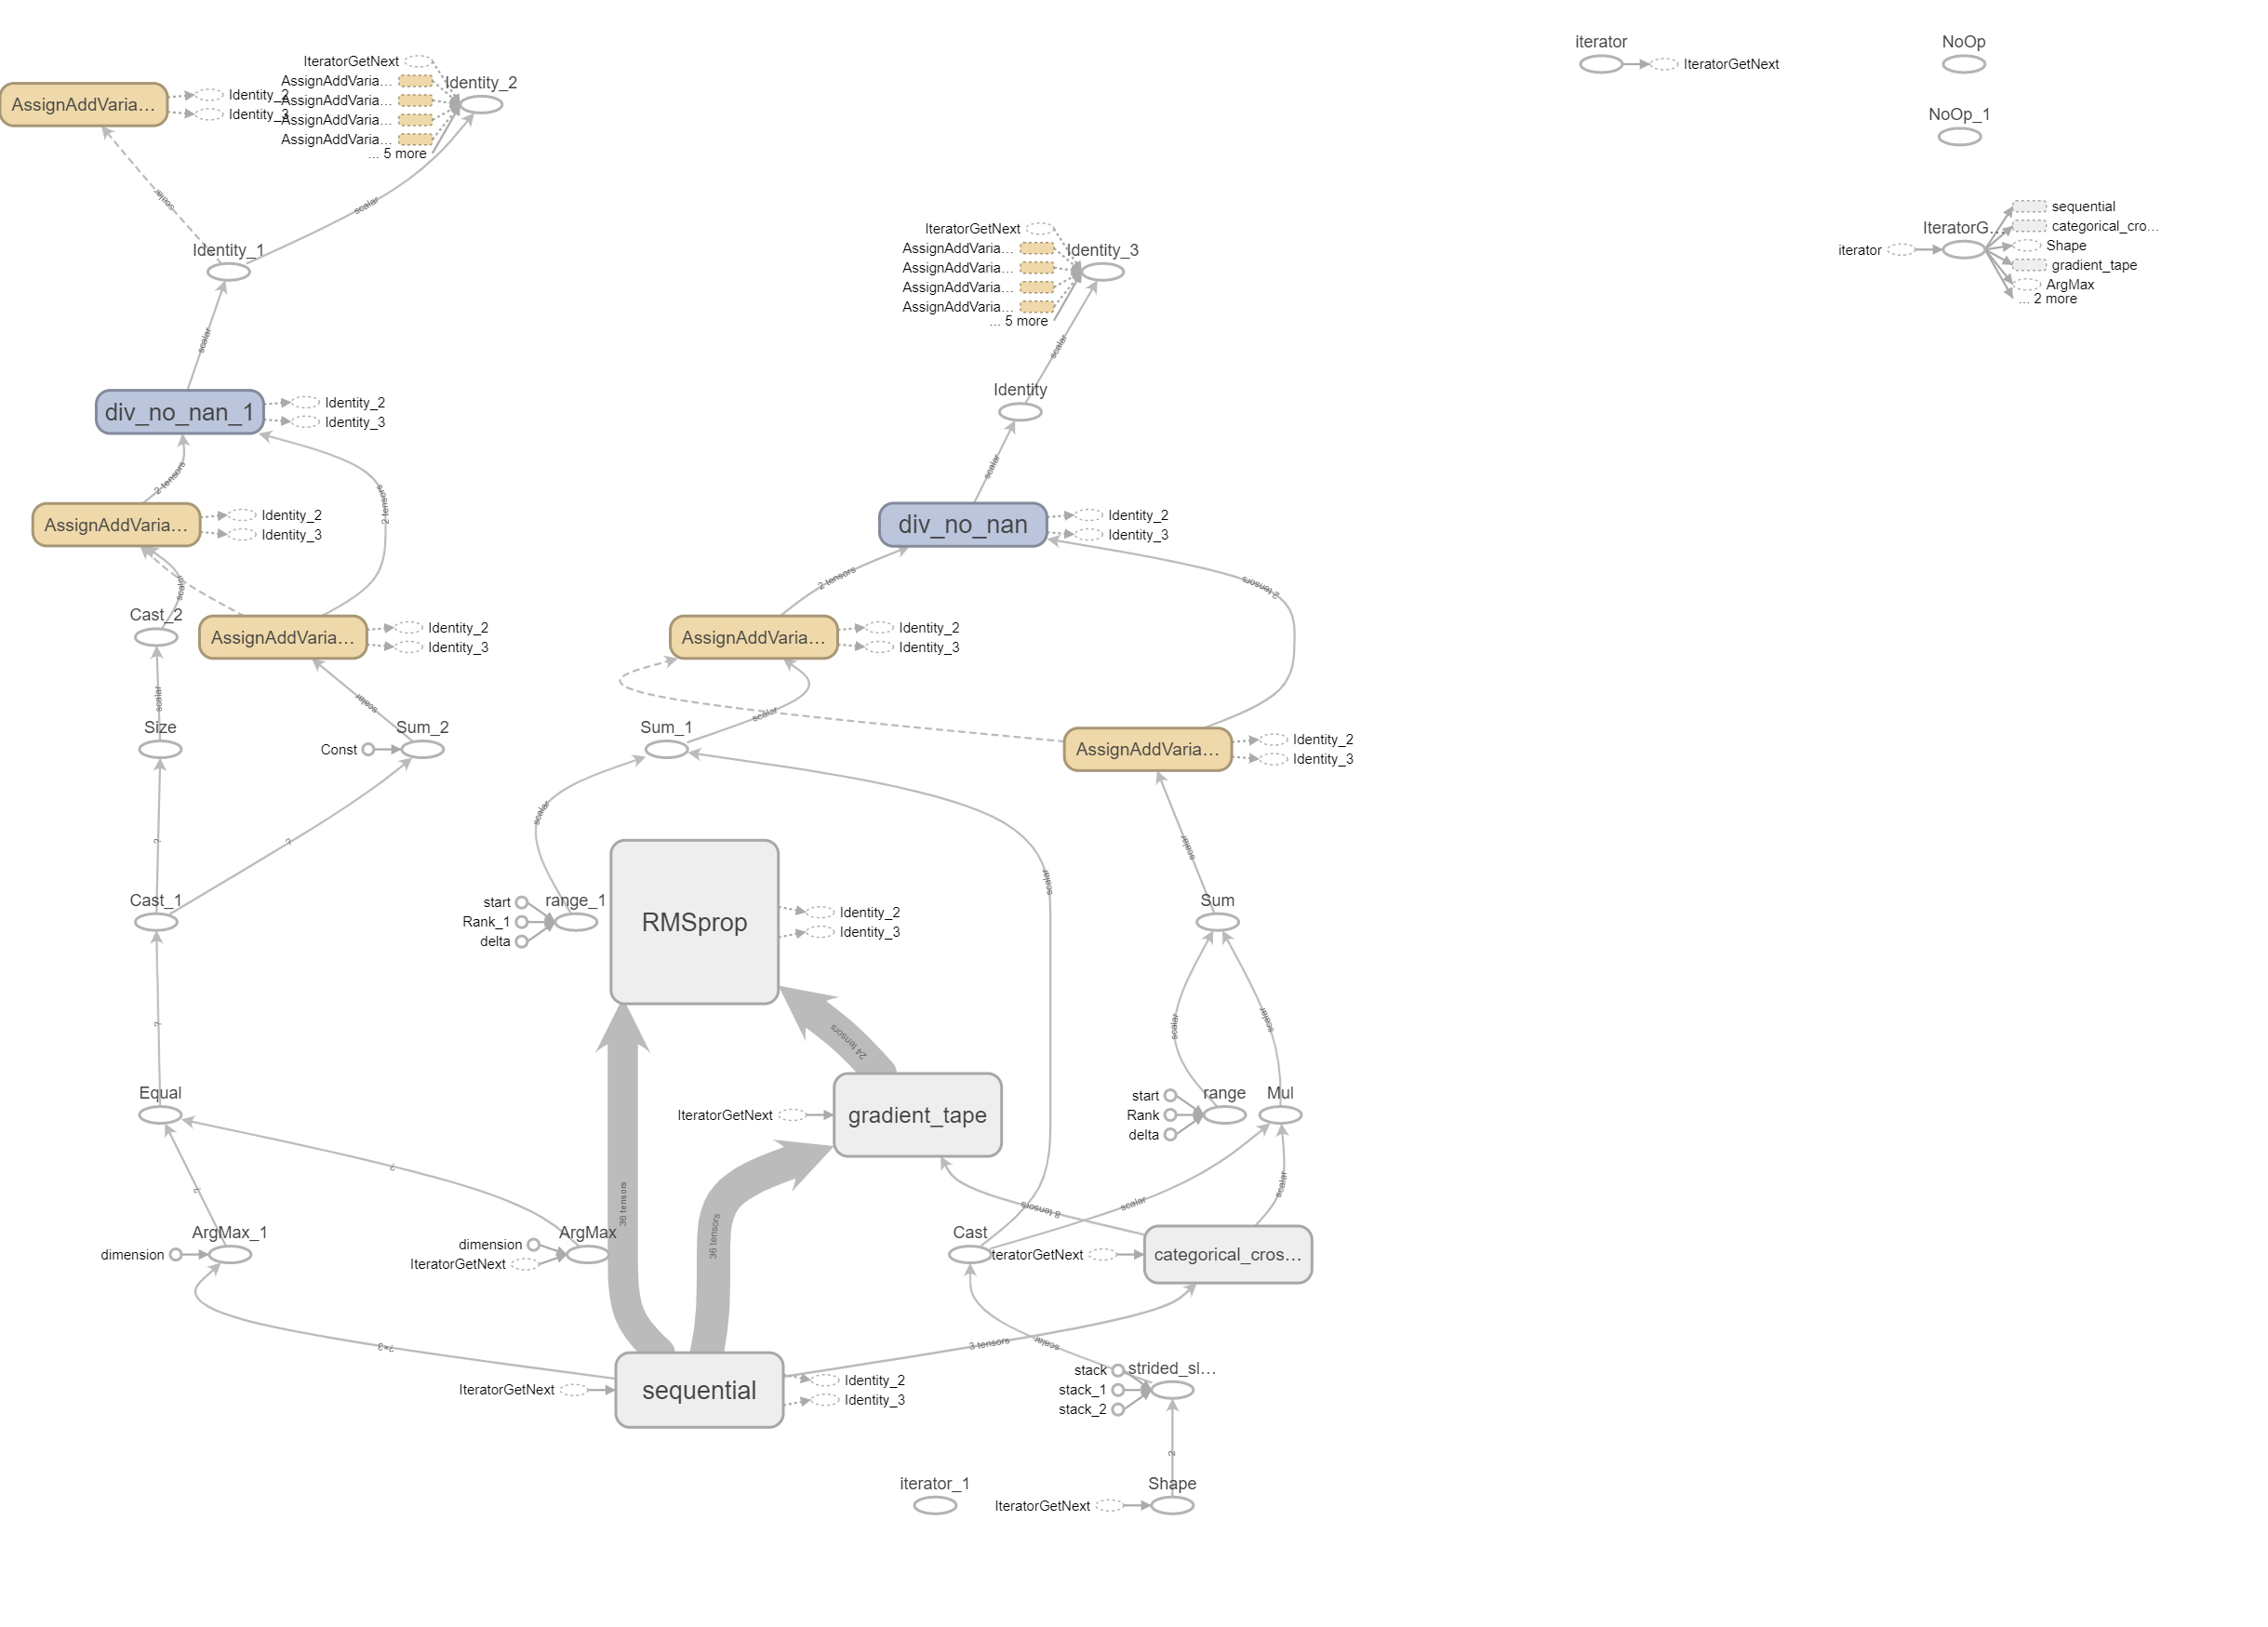 iterator
IteratorGetNext
NoOp
NoOp_1
IteratorG...
iterator
sequential
categorical_cro...
Shape
gradient_tape
ArgMax
... 2 more
IteratorGetNext
AssignAddVaria...
AssignAddVaria...
AssignAddVaria...
AssignAddVaria...
... 5 more
Identity_2
AssignAddVaria...
Identity_2
Identity_3
scalar
scalar
Identity_1
scalar
IteratorGetNext
AssignAddVaria...
AssignAddVaria...
AssignAddVaria...
AssignAddVaria...
... 5 more
Identity_3
scalar
Identity
scalar
div_no_nan_1
Identity_2
Identity_3
2 tensors
2 tensors
AssignAddVaria...
Identity_2
Identity_3
scalar
div_no_nan
Identity_2
Identity_3
2 tensors
2 tensors
Cast_2
AssignAddVaria...
Identity_2
Identity_3
AssignAddVaria...
Identity_2
Identity_3
scalar
scalar
scalar
Size
Const
Sum_2
Sum_1
AssignAddVaria...
Identity_2
Identity_3
?
?
scalar
scalar
scalar
Cast_1
start
Rank_1
delta
range_1
RMSprop
Identity_2
Identity_3
Sum
?
24 tensors
scalar
scalar
Equal
IteratorGetNext
gradient_tape
start
Rank
delta
range
Mul
?
?
36 tensors
36 tensors
8 tensors
scalar
scalar
dimension
ArgMax_1
dimension
IteratorGetNext
ArgMax
Cast
teratorGetNext
categorical_cros...
?×3
3 tensors
scalar
IteratorGetNext
sequential
Identity_2
Identity_3
stack
stack_1
stack_2
strided_sl...
2
iterator_1
IteratorGetNext
Shape